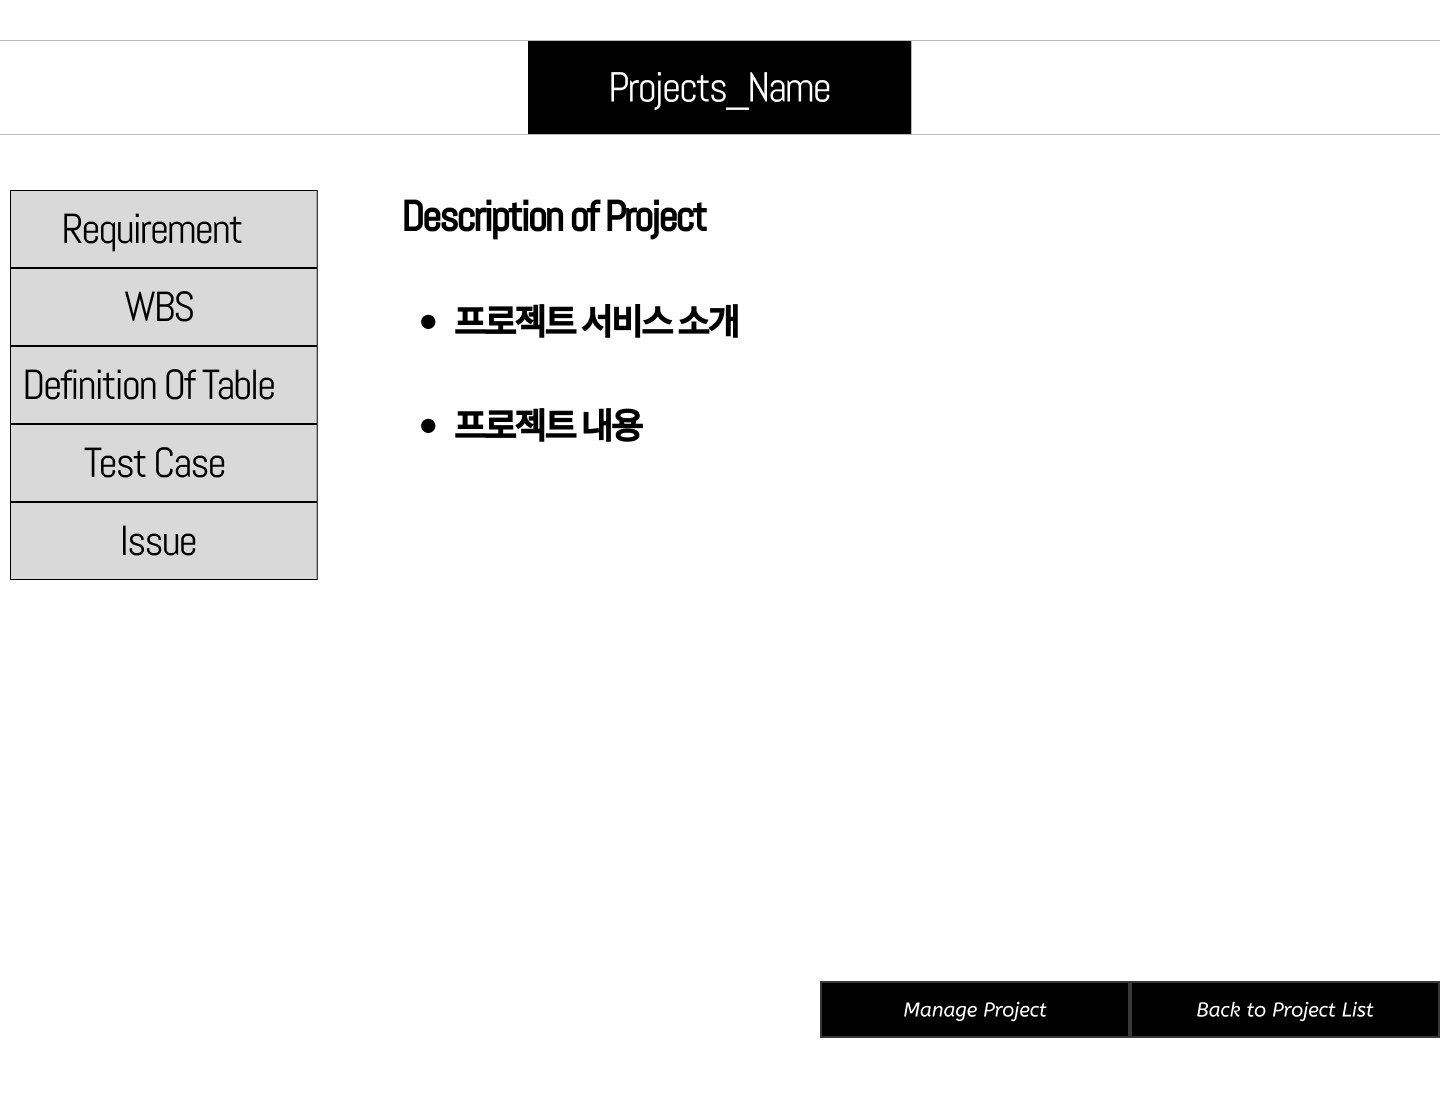 Projects_Name
Requirement
WBS
Definition Of Table
Test Case
Issue
Description of Project
● 프로젝트 서비스 소개
● 프로젝트 내용
Manage Project
Back to Project List